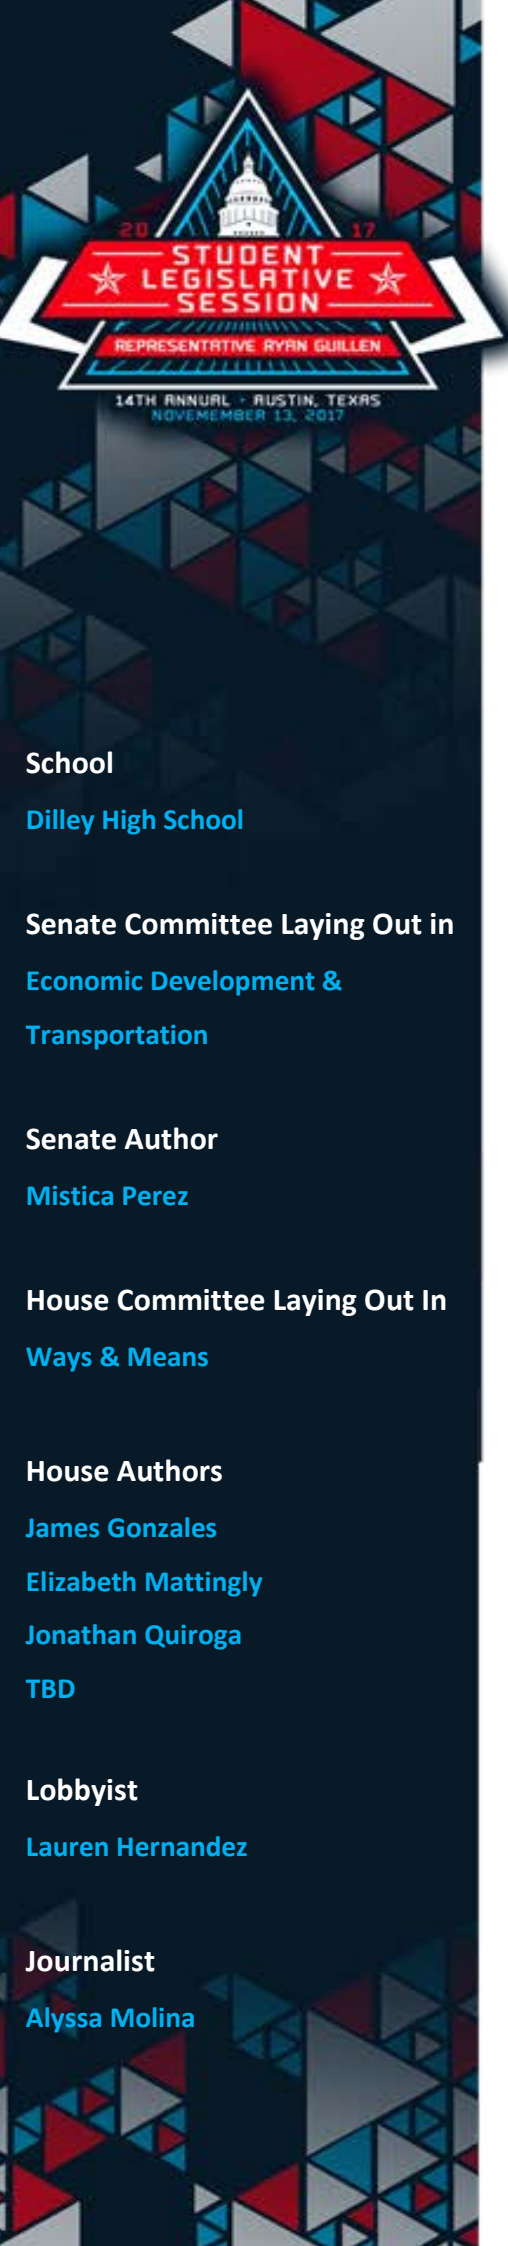 20 17
STUDENT
LEGISLATIVE
SESSION
REPRESENTATIVE RYAN GUILLEN
14TH ANNUAL - AUSTIN, TEXAS
NOVEMEMBER 13, 2017
School
Dilley High School
Senate Committee Laying Out in
Economic Development &
Transportation
Senate Author
Mistica Perez
House Committee Laying Out In
Ways & Means
House Authors
James Gonzales
Elizabeth Mattingly
Jonathan Quiroga
TBD
Lobbyist
Lauren Hernandez
Journalist
Alyssa Molina